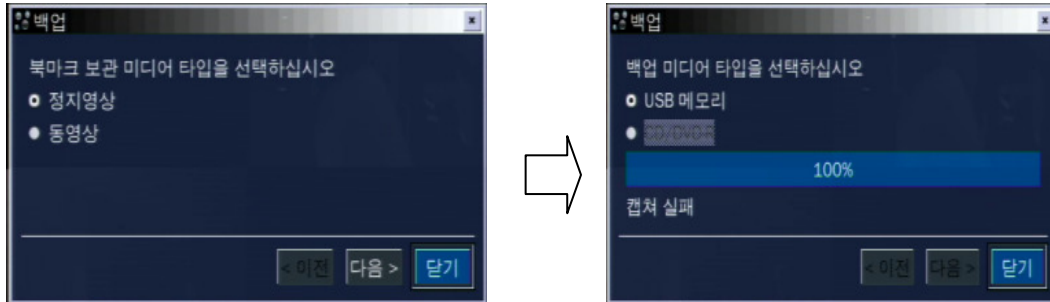 백업
북마크 보관 미디어 타입을 선택하십시오
정지영상
동영상
< 이전 다음 > 닫기
백업
백업 미디어 타입을 선택하십시오
USB 메모리
CD/DVD-R
100%
캡쳐 실패
< 이전 다음 > 닫기